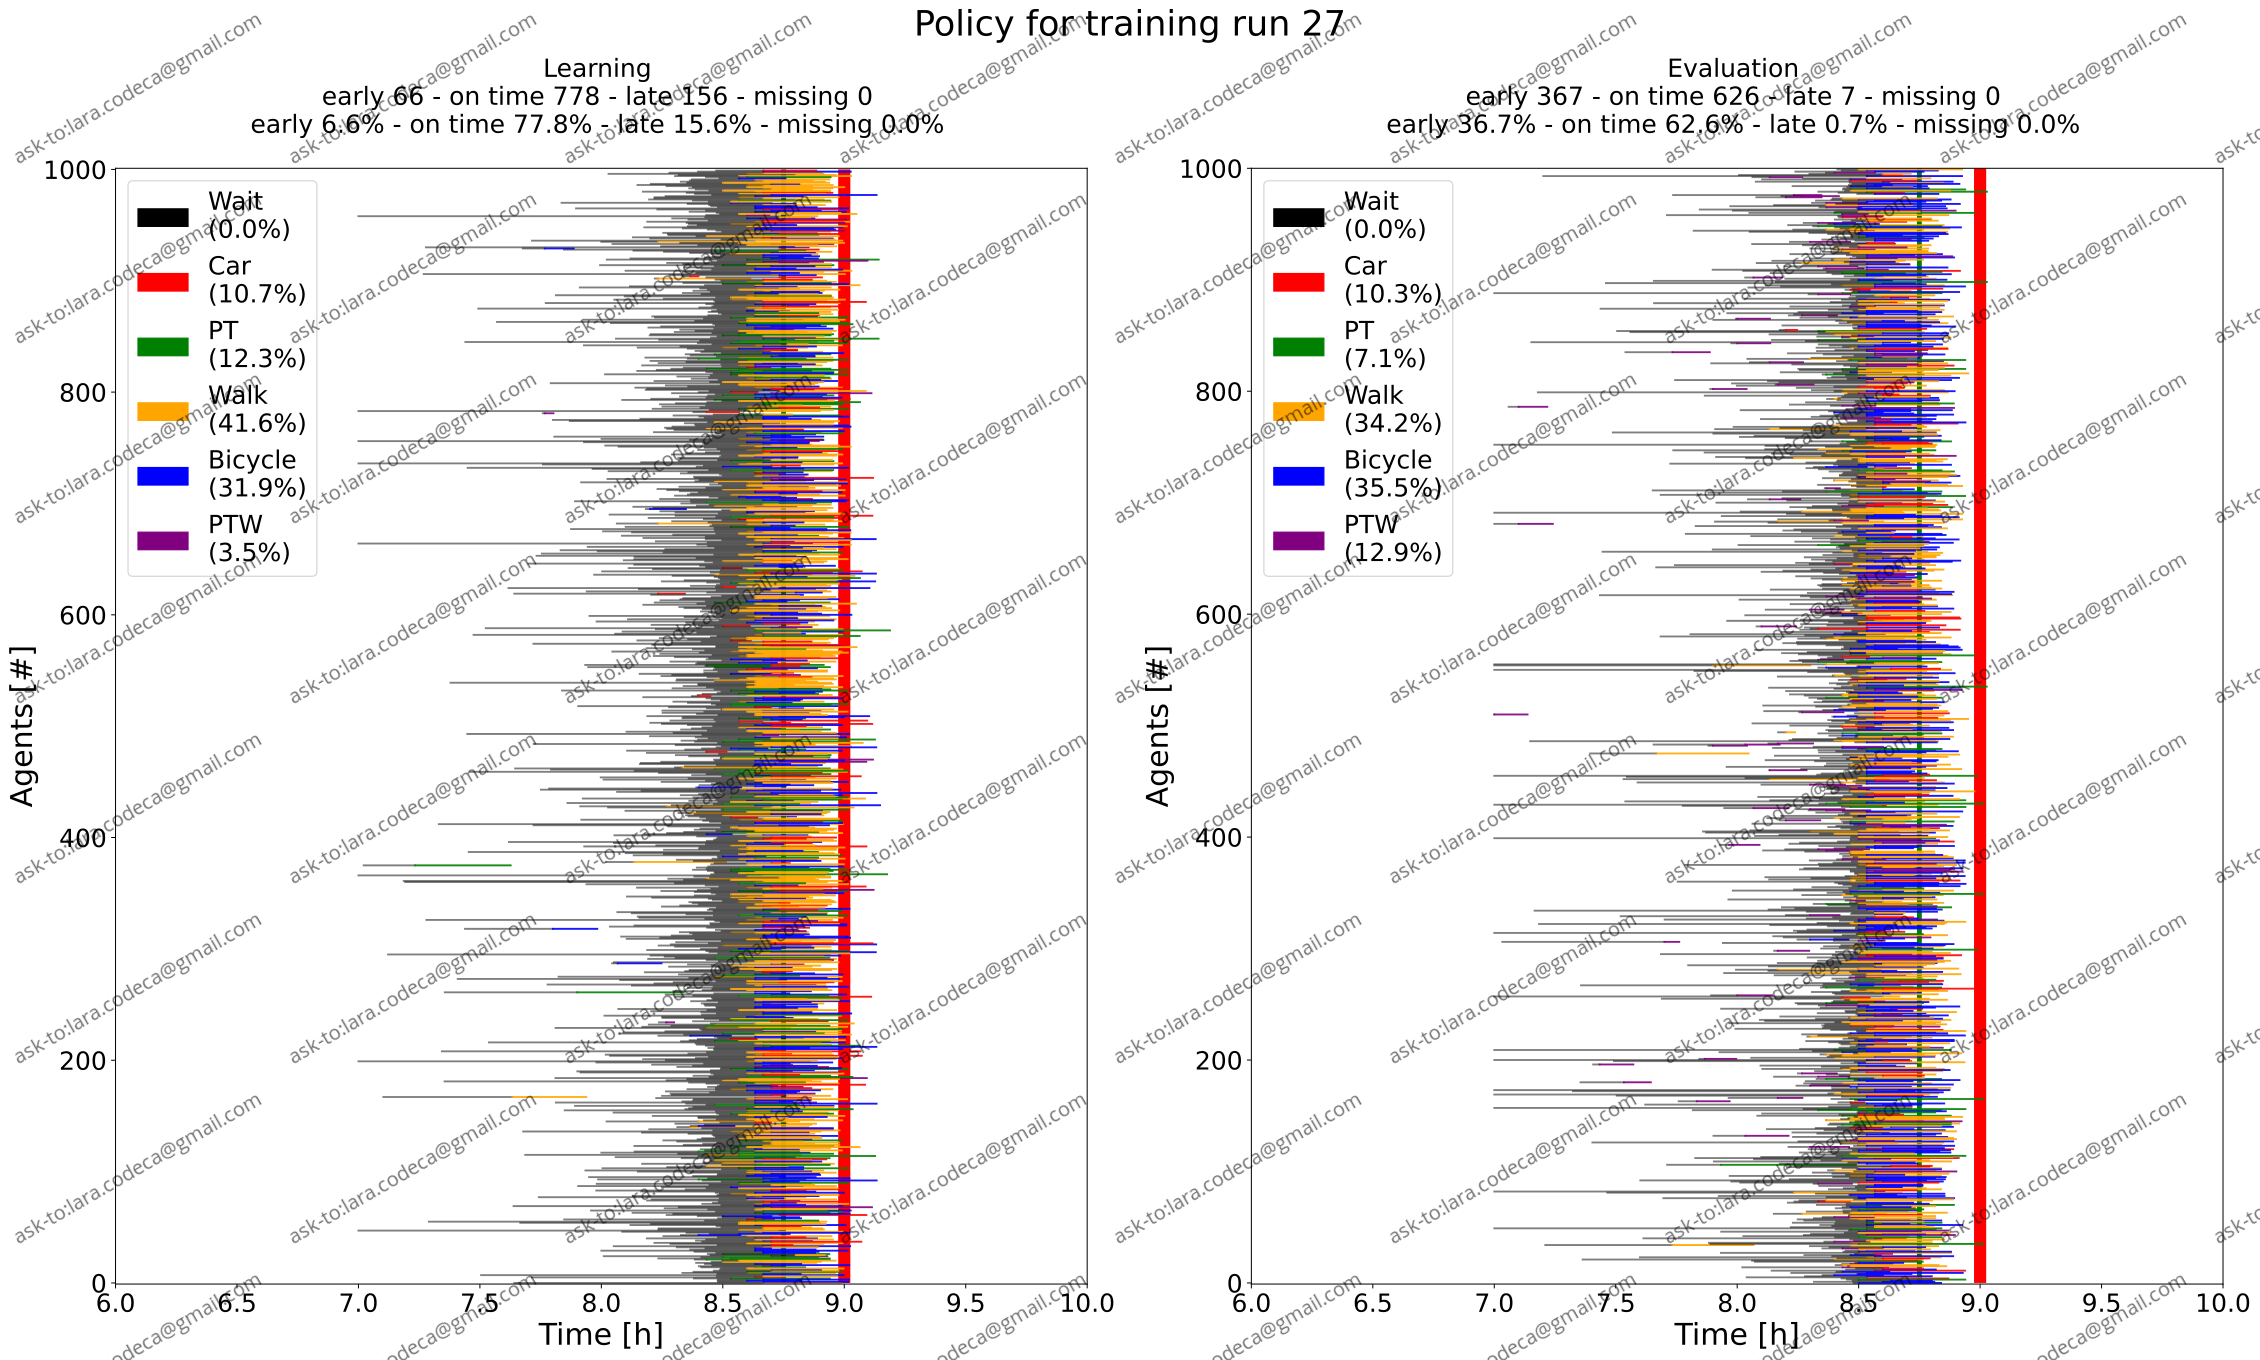 Policy for training run 27
Learning
early 66 - on time 778 - late 156 - missing 0
early 6.6% - on time 77.8% - late 15.6% - missing 0.0%
Wait
(0.0%)
Car
(10.7%)
PT
(12.3%)
Walk
(41.6%)
Bicycle
(31.9%)
PTW
(3.5%)
1000
800
600
400
200
0
Agents [#]
6.0 6.5 7.0 7.5 8.0 8.5 9.0 9.5 10.0
Time [h]
Evaluation
early 367 - on time 626 - late 7 - missing 0
early 36.7% - on time 62.6% - late 0.7% - missing 0.0%
Wait
(0.0%)
Car
(10.3%)
PT
(7.1%)
Walk
(34.2%)
Bicycle
(35.5%)
PTW
(12.9%)
1000
800
600
400
200
0
Agents [#]
6.0 6.5 7.0 7.5 8.0 8.5 9.0 9.5 10.0
Time [h]
ask-to:lara.codeca@gmail.com